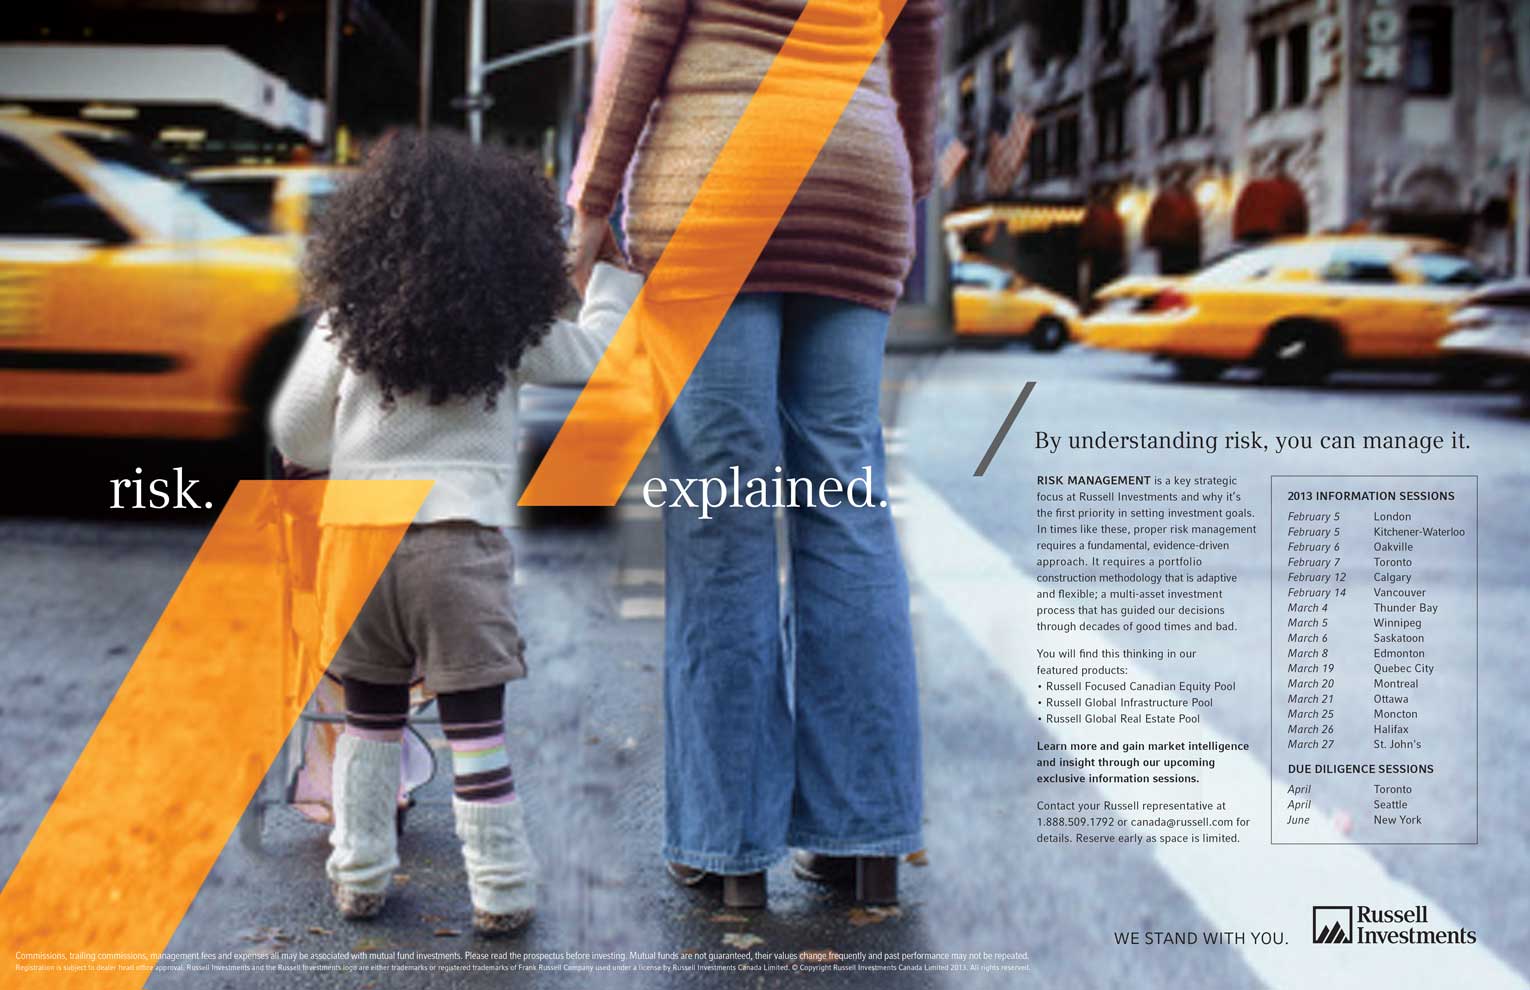 risk.
explained.
By understanding risk, you can manage it.
RISK MANAGEMENT is a key strategic
focus at Russell Investments and why it's
the first priority in setting investment goals.
In times like these, proper risk management
requires a fundamental, evidence-driven
approach. It requires a portfolio
construction methodology that is adaptive
and flexible; a multi-asset investment
process that has guided our decisions
through decades of good times and bad.
You will find this thinking in our
featured products:
• Russell Focused Canadian Equity Pool
• Russell Global Infrastructure Pool
• Russell Global Real Estate Pool
Learn more and gain market intelligence
and insight through our upcoming
exclusive information sessions.
Contact your Russell representative at
1.888.509.1792 or canada@russell.com for
details. Reserve early as space is limited.
2013 INFORMATION SESSIONS
February 5 London
February 5 Kitchener-Waterloo
February 6 Oakville
February 7 Toronto
February 12 Calgary
February 14 Vancouver
March 4 Thunder Bay
March 5 Winnipeg
March 6 Saskatoon
March 8 Edmonton
March 19 Quebec City
March 20 Montreal
March 21 Ottawa
March 25 Moncton
March 26 Halifax
March 27 St. John's
DUE DILIGENCE SESSIONS
April Toronto
April Seattle
June New York
WE STAND WITH YOU.
Russell
Investments
Commissions, trailing commissions, management fees and expenses all may be associated with mutual fund investments. Please read the prospectus before investing. Mutual funds are not guaranteed, their values change frequently and past performance may not be repeated.
Registration is subject to dealer head office approval. Russell Investments and the Russell Investments logo are either trademarks or registered trademarks of Frank Russell Company used under a license by Russell Investments Canada Limited. © Copyright Russell Investments Canada Limited 2013. All rights reserved.